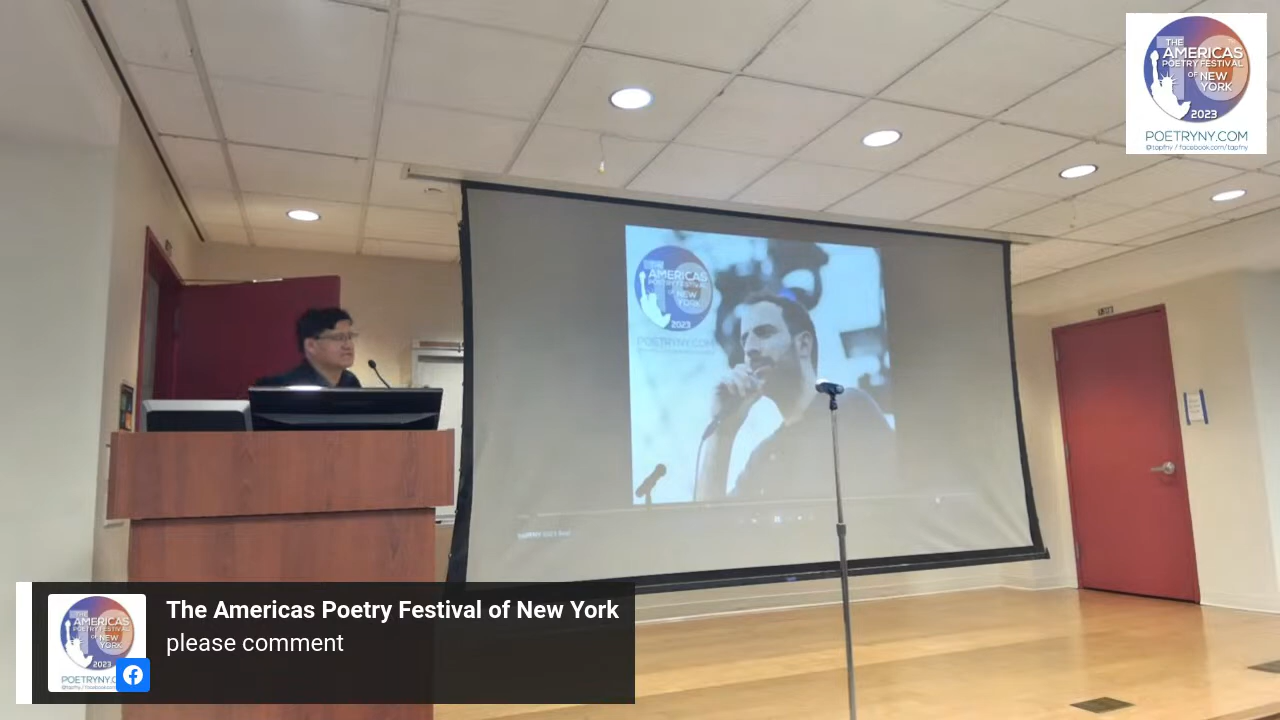 THE
AMERICAS
POETRY FESTIVAL
OF NEW
YORK
2023
POETRYNY.COM
@tapfny / facebook.com/tapfny
THE
AMERICAS
POETRY FESTIVAL
OF NEW
YORK
2023
POETRYNY.COM
THE
AMERICAS
POETRY FESTIVAL
OF NEW
YORK
2023
The Americas Poetry Festival of New York
please comment